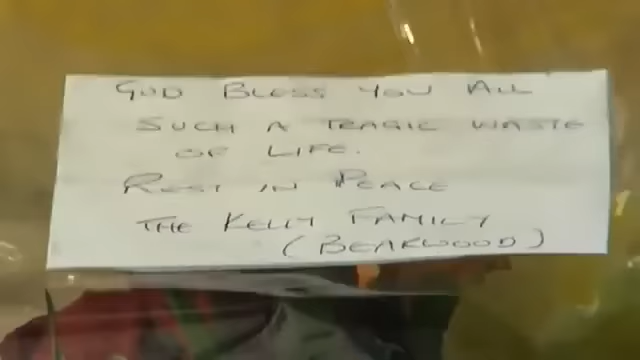 GOD BLESS YOU ALL
SUCH A TRAGIC WASTE
OF LIFE.
REST IN PEACE
THE KELLY FAMILY
(BEARWOOD)